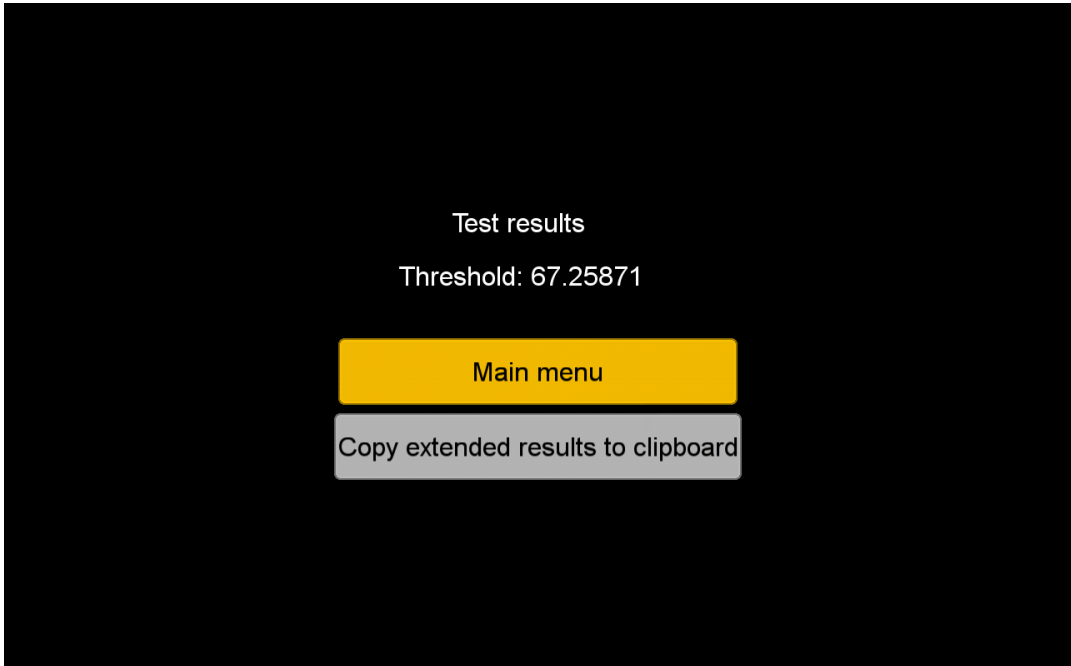 Test results
Threshold: 67.25871
Main menu
Copy extended results to clipboard